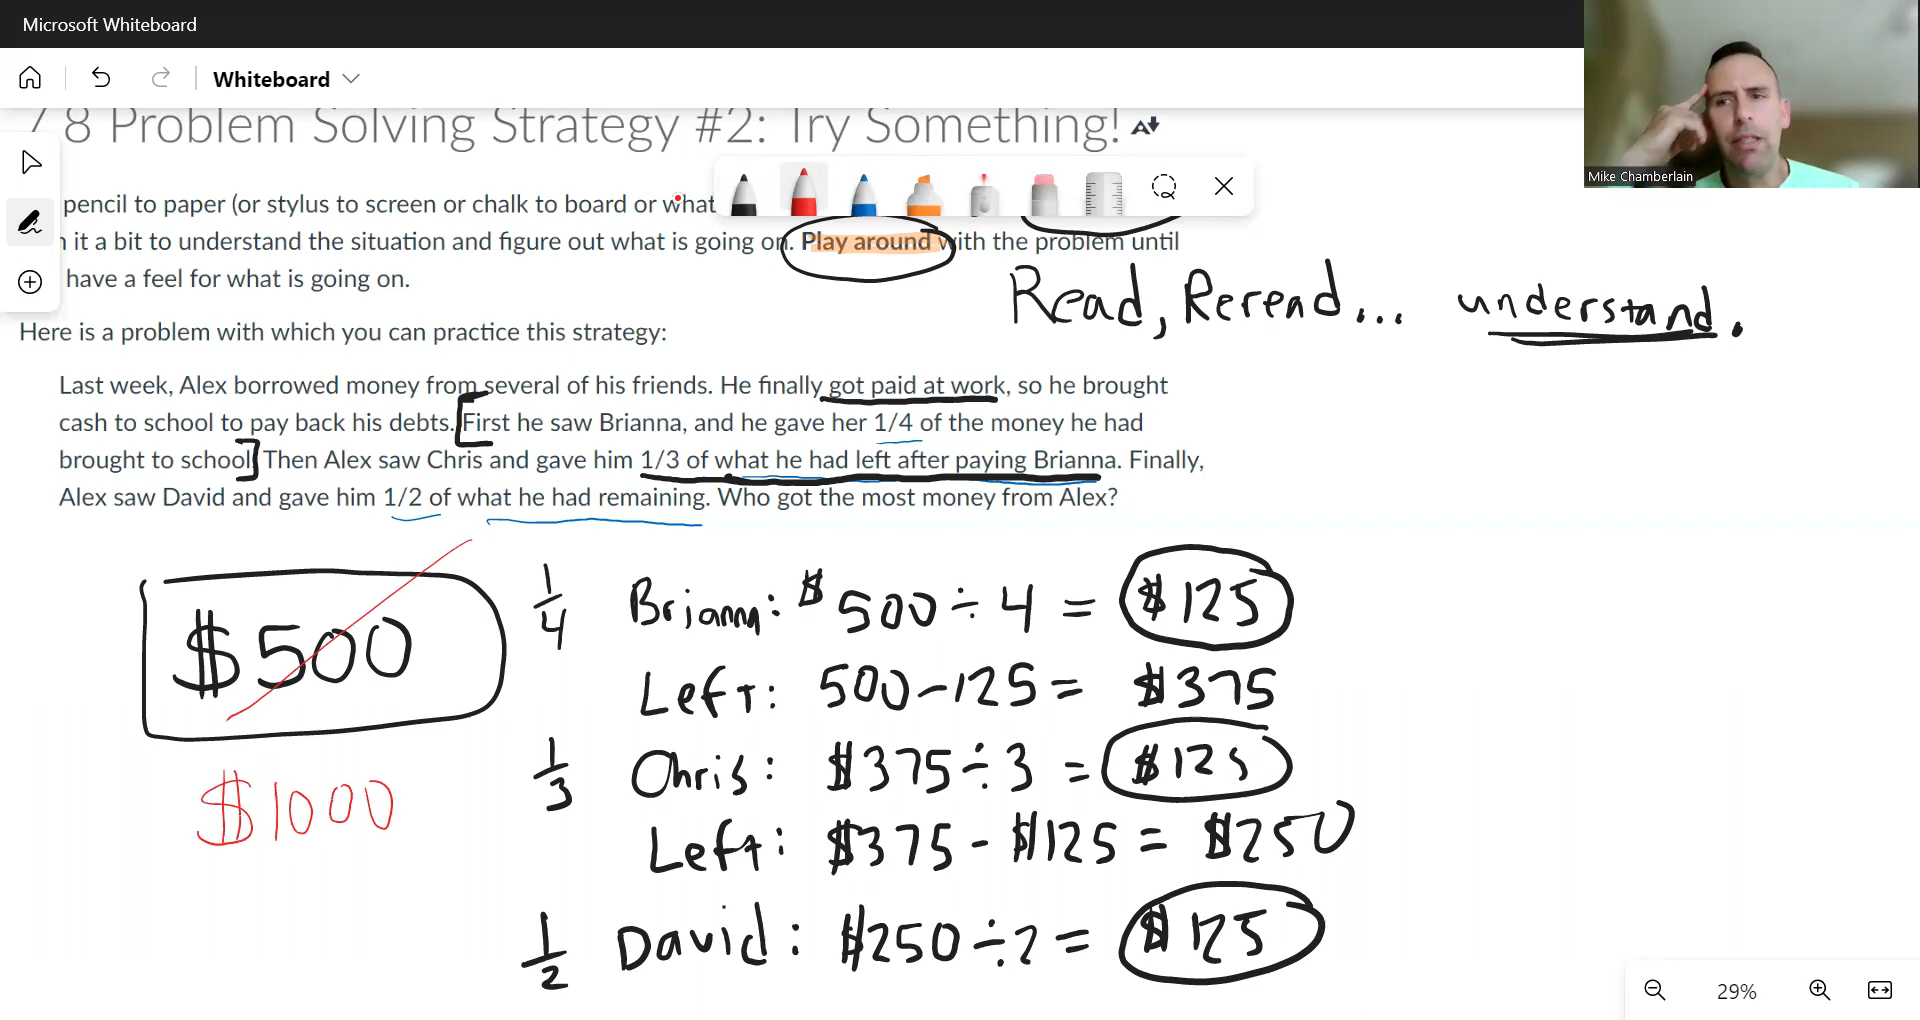 Microsoft Whiteboard
Whiteboard
Mike Chamberlain
7 8 Problem Solving Strategy #2: Try Something!
pencil to paper (or stylus to screen or chalk to board or what
it a bit to understand the situation and figure out what is going on. Play around with the problem until
have a feel for what is going on.
Read, Reread... understand.
Here is a problem with which you can practice this strategy:
Last week, Alex borrowed money from several of his friends. He finally got paid at work, so he brought
cash to school to pay back his debts. [First he saw Brianna, and he gave her 1/4 of the money he had
brought to school] Then Alex saw Chris and gave him 1/3 of what he had left after paying Brianna. Finally,
Alex saw David and gave him 1/2 of what he had remaining. Who got the most money from Alex?
$500
$1000
1/4 Brianna: $500 ÷ 4 = $125
Left: 500-125 = $375
1/3 Chris: $375 ÷ 3 = $125
Left: $375 - $125 = $250
1/2 David: $250 ÷ 2 = $125
29%